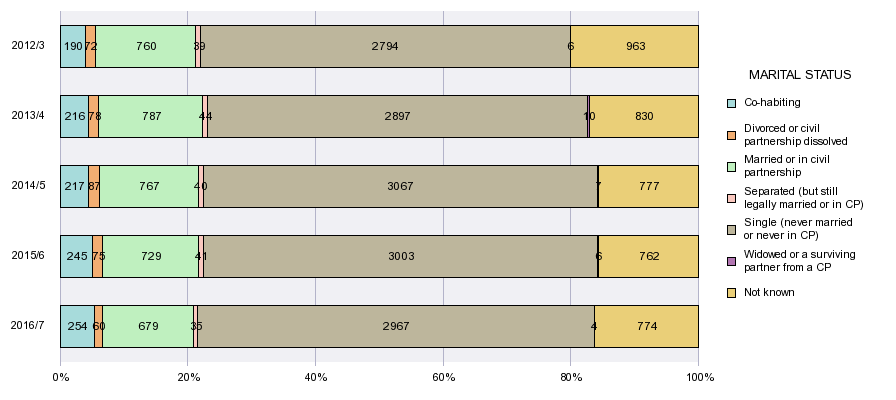 2012/3 190 72 760 39 2794 6 963
2013/4 216 78 787 44 2897 10 830
2014/5 217 87 767 40 3067 7 777
2015/6 245 75 729 41 3003 6 762
2016/7 254 60 679 35 2967 4 774
0% 20% 40% 60% 80% 100%
MARITAL STATUS
Co-habiting
Divorced or civil
partnership dissolved
Married or in civil
partnership
Separated (but still
legally married or in CP)
Single (never married
or never in CP)
Widowed or a surviving
partner from a CP
Not known